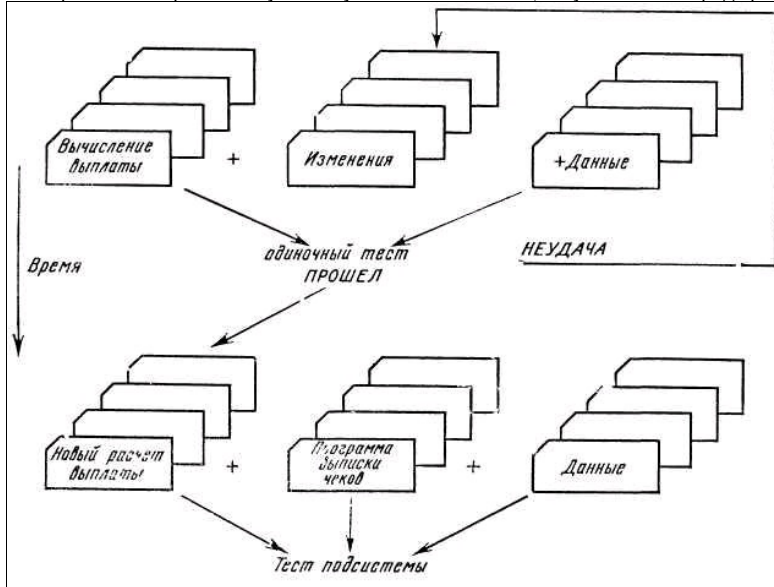 Вычисление
выплаты
+
Изменения
+Данные
Время
одиночный тест
ПРОШЕЛ
НЕУДАЧА
Новый расчет
выплаты
+
Программа
выписки
чеков
+
Данные
Тест подсистемы